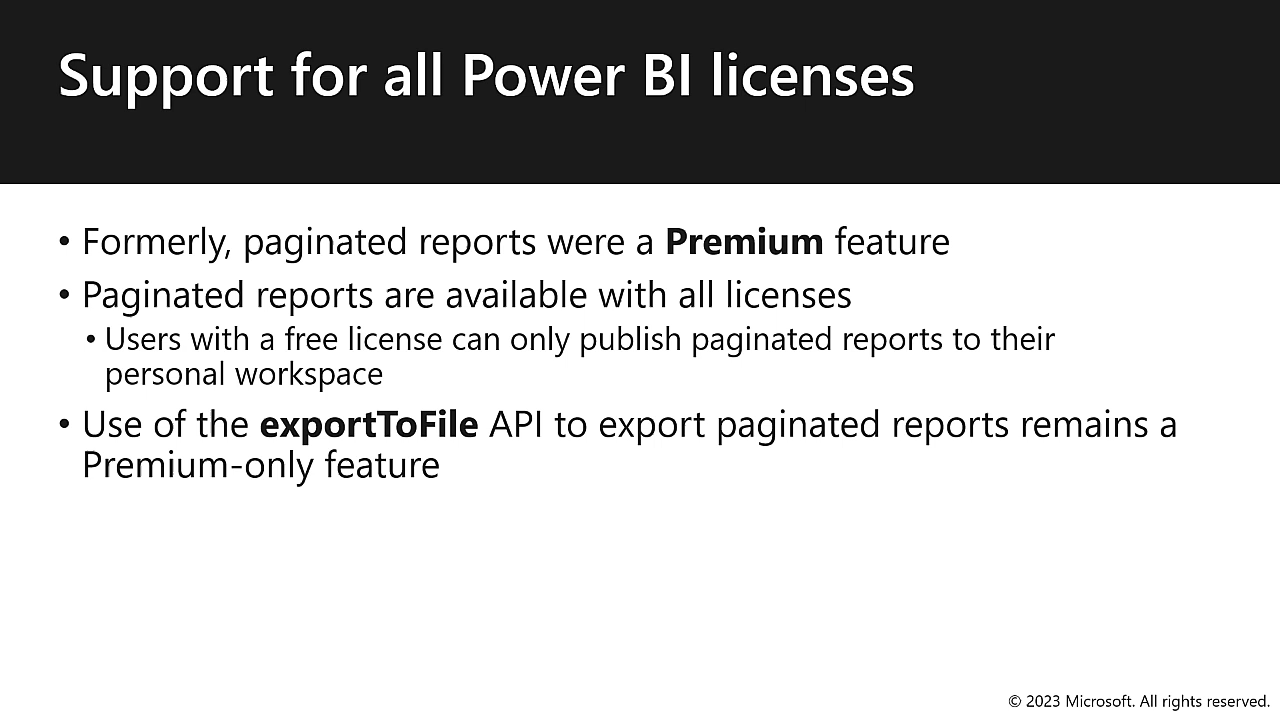 Support for all Power BI licenses
• Formerly, paginated reports were a Premium feature
• Paginated reports are available with all licenses
• Users with a free license can only publish paginated reports to their
personal workspace
• Use of the exportToFile API to export paginated reports remains a
Premium-only feature
© 2023 Microsoft. All rights reserved.